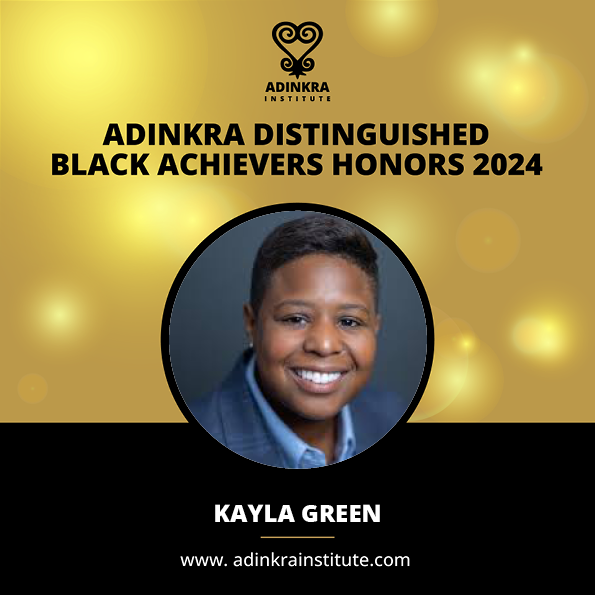 ADINKRA
INSTITUTE
ADINKRA DISTINGUISHED
BLACK ACHIEVERS HONORS 2024
KAYLA GREEN
www. adinkrainstitute.com